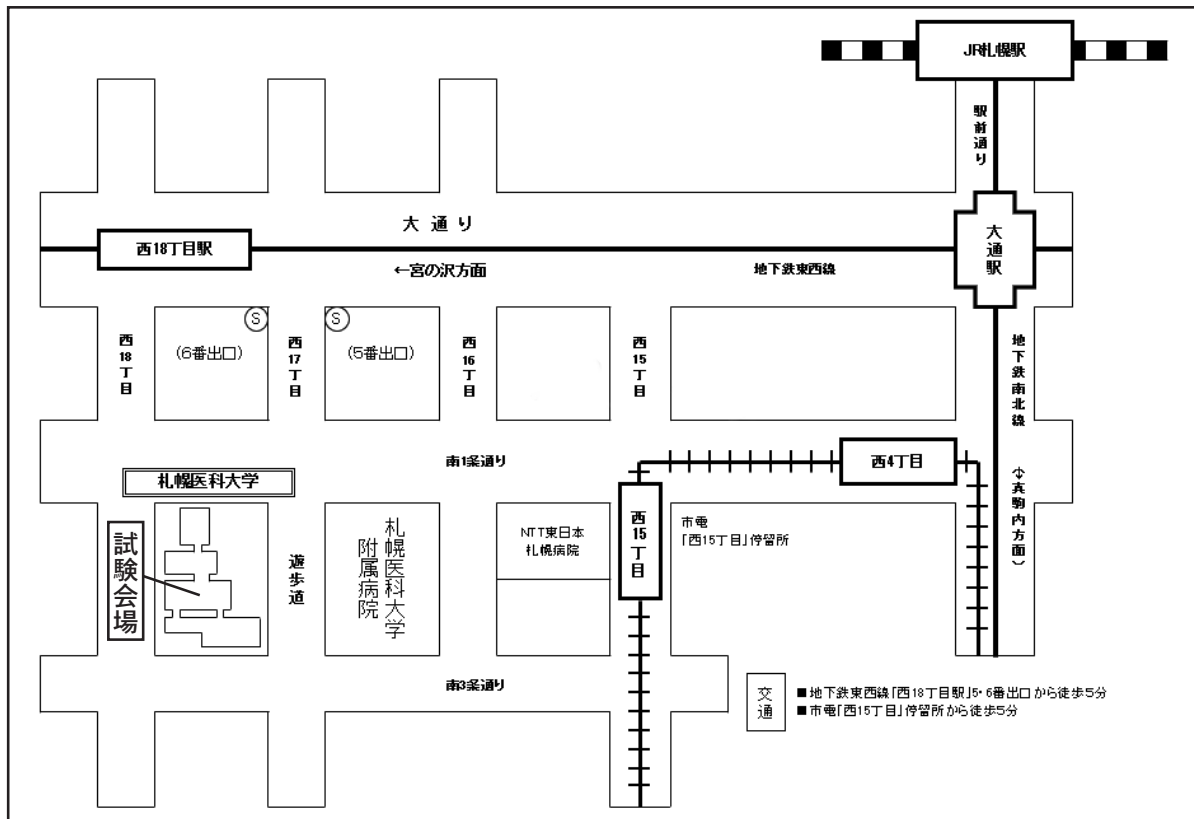 JR札幌駅
駅前通り
大通り
西18丁目駅
大通駅
←宮の沢方面
地下鉄東西線
S
S
西18丁目
(6番出口)
西17丁目
(5番出口)
西16丁目
西15丁目
地下鉄南北線
(↓真駒内方面)
南1条通り
西4丁目
札幌医科大学
試験会場
遊歩道
札幌医科大学
附属病院
NTT東日本
札幌病院
西15丁目
市電
「西15丁目」停留所
南3条通り
交通
■地下鉄東西線「西18丁目駅」5・6番出口から徒歩5分
■市電「西15丁目」停留所から徒歩5分